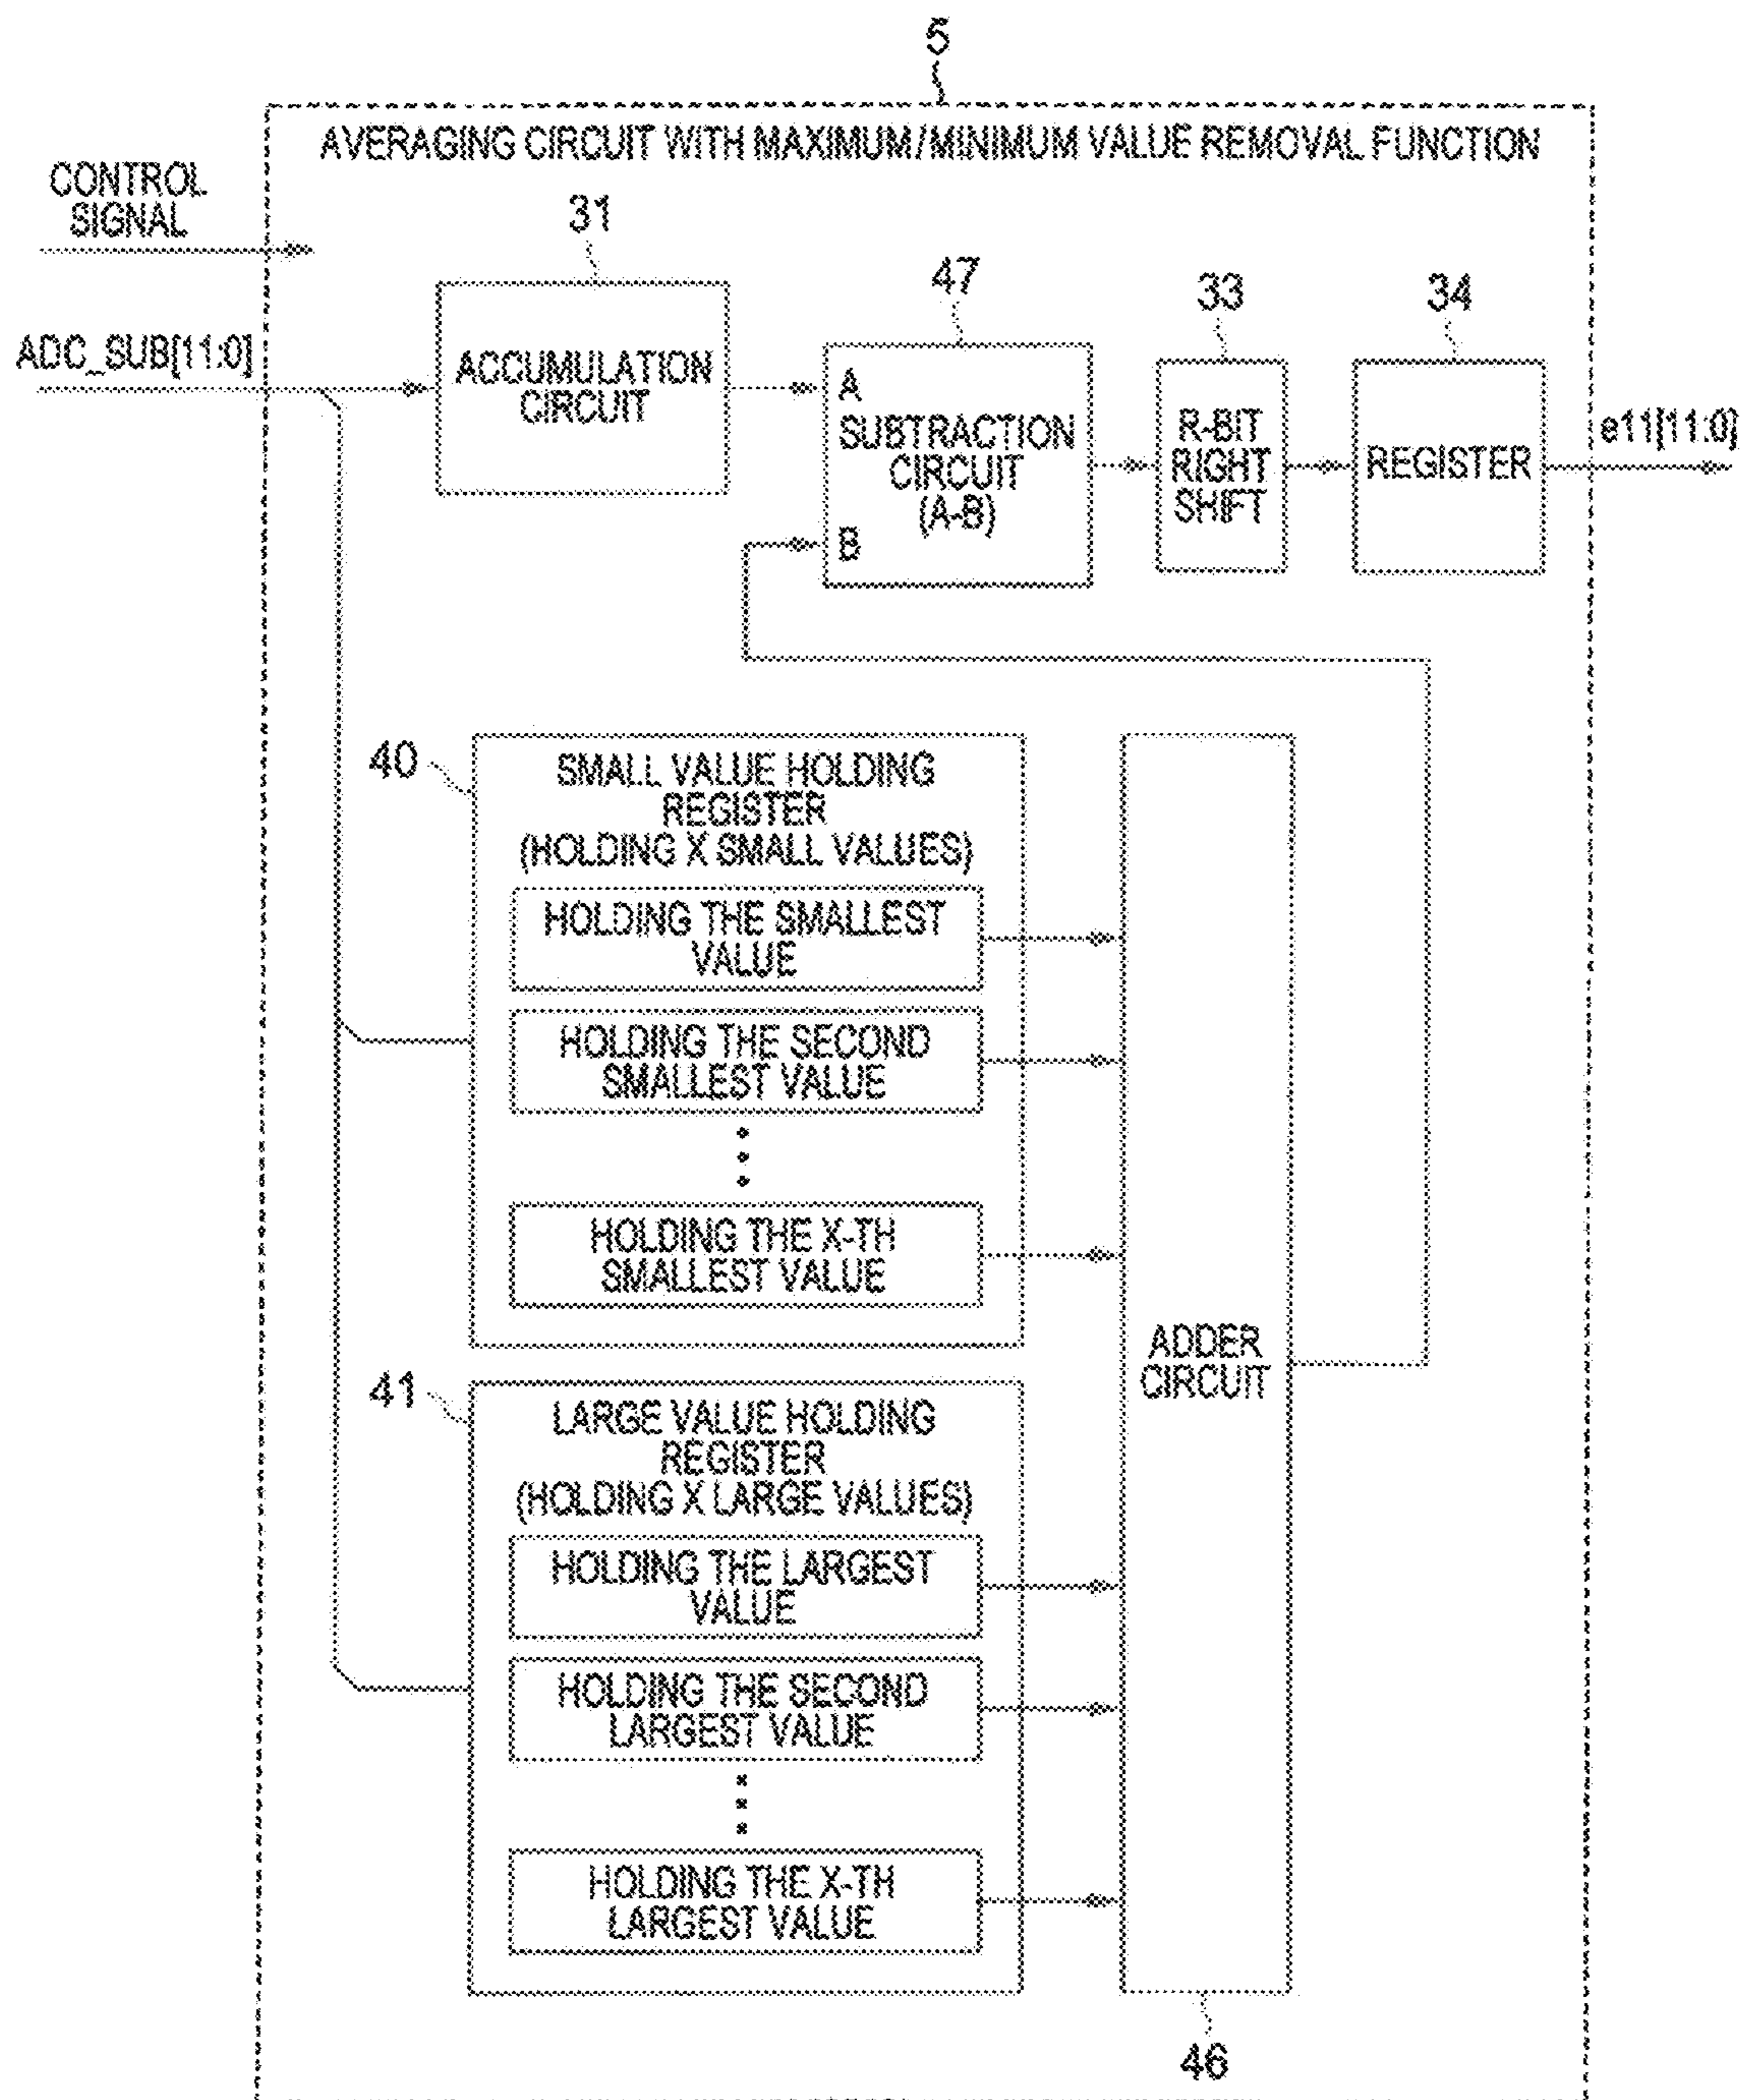 5
AVERAGING CIRCUIT WITH MAXIMUM/MINIMUM VALUE REMOVAL FUNCTION
CONTROL
SIGNAL
31
47
33
34
ADC_SUB[11:0]
ACCUMULATION
CIRCUIT
A
SUBTRACTION
CIRCUIT
(A-B)
B
R-BIT
RIGHT
SHIFT
REGISTER
e11[11:0]
40
SMALL VALUE HOLDING
REGISTER
(HOLDING X SMALL VALUES)
HOLDING THE SMALLEST
VALUE
HOLDING THE SECOND
SMALLEST VALUE
HOLDING THE X-TH
SMALLEST VALUE
ADDER
CIRCUIT
41
LARGE VALUE HOLDING
REGISTER
(HOLDING X LARGE VALUES)
HOLDING THE LARGEST
VALUE
HOLDING THE SECOND
LARGEST VALUE
HOLDING THE X-TH
LARGEST VALUE
46